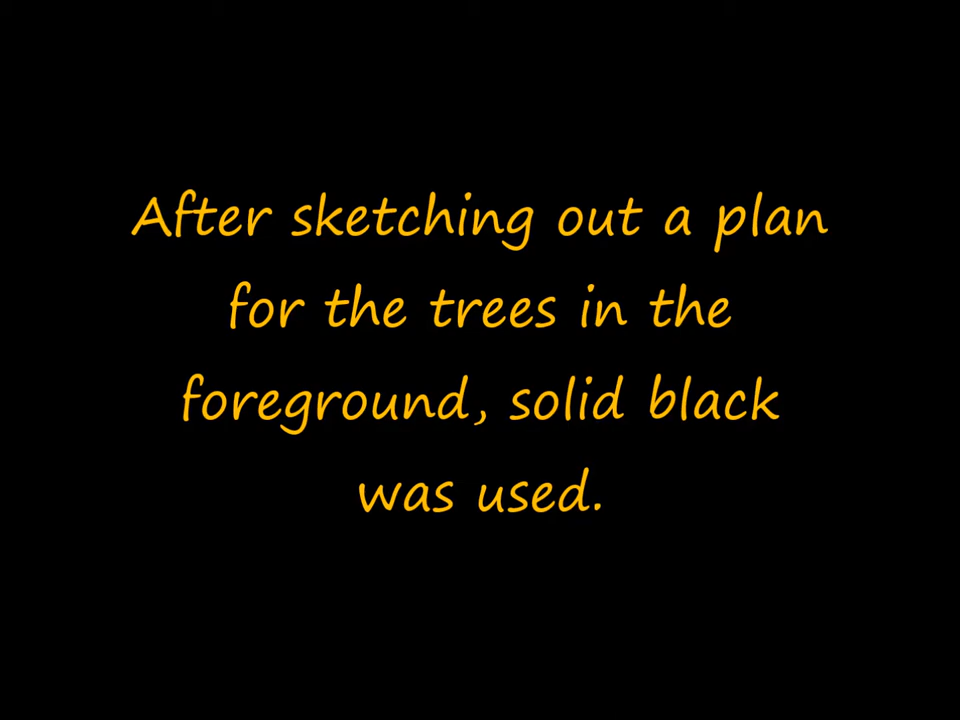 After sketching out a plan
for the trees in the
foreground, solid black
was used.